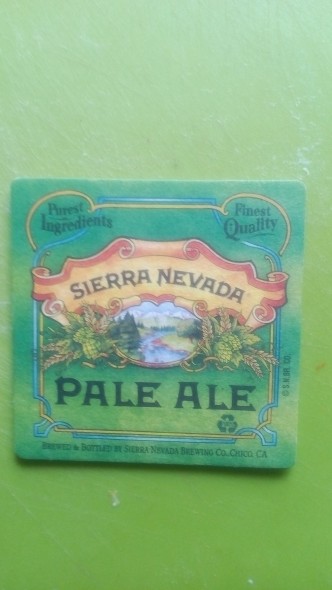 Purest
Ingredients
Finest
Quality
SIERRA NEVADA
PALE ALE
BREWED & BOTTLED BY SIERRA NEVADA BREWING CO., CHICO, CA